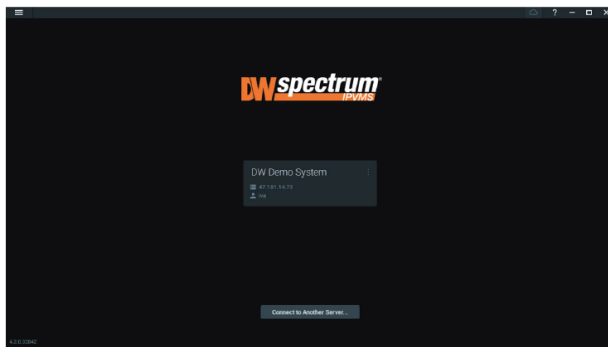 DW spectrum®
IPVMS
DW Demo System
Connect to Another Server...